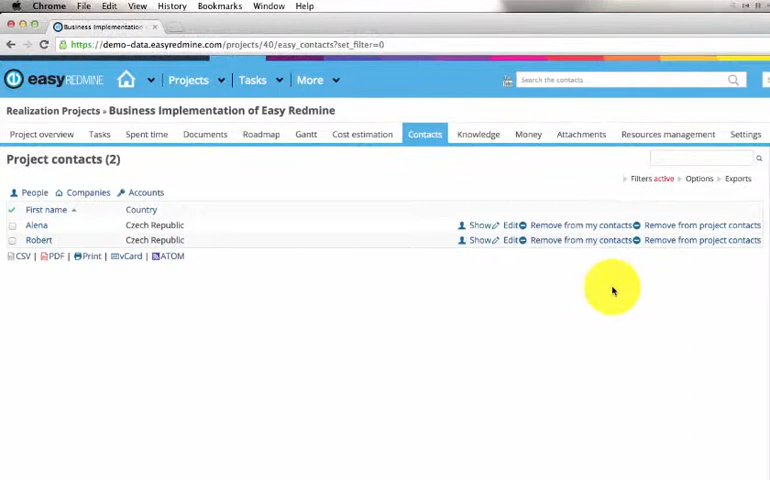 Chrome File Edit View History Bookmarks Window Help
Business Implementation
https://demo-data.easyredmine.com/projects/40/easy_contacts?set_filter=0
easyREDMINE Projects Tasks More Search the contacts
Realization Projects » Business Implementation of Easy Redmine
Project overview Tasks Spent time Documents Roadmap Gantt Cost estimation Contacts Knowledge Money Attachments Resources management Settings
Project contacts (2)
Filters active Options Exports
People Companies Accounts
First name Country
Alena Czech Republic Show Edit Remove from my contacts Remove from project contacts
Robert Czech Republic Show Edit Remove from my contacts Remove from project contacts
CSV | PDF | Print | vCard | ATOM